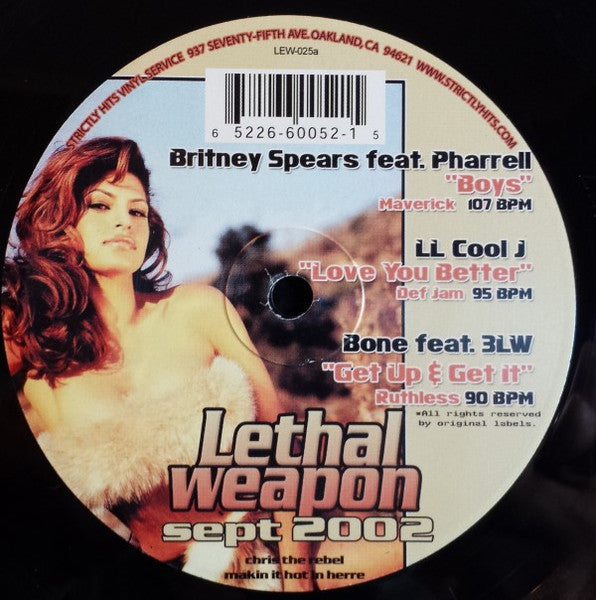 STRICTLY HITS VINYL SERVICE 937 SEVENTY-FIFTH AVE. OAKLAND, CA 94621 WWW.STRICTLYHITS.COM
LEW-025a
6 5226-60052-1 5
Britney Spears feat. Pharrell
"Boys"
Maverick 107 BPM
LL Cool J
"Love You Better"
Def Jam 95 BPM
Bone feat. 3LW
"Get Up & Get it"
Ruthless 90 BPM
*All rights reserved
by original labels.
Lethal
weapon
sept 2002
chris the rebel
makin it hot in herre